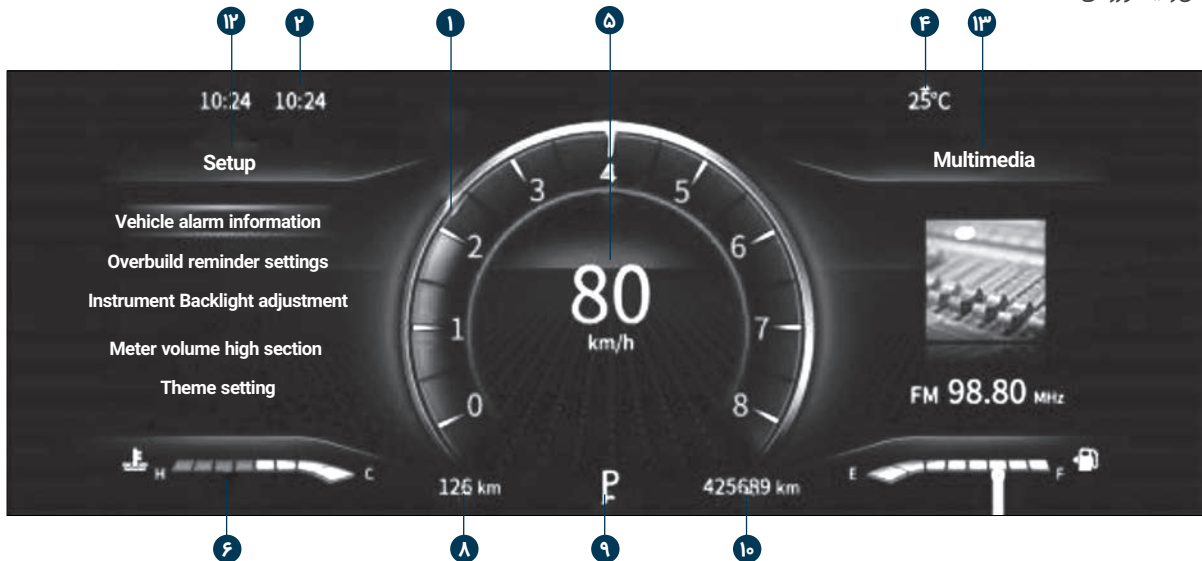 ۱۲ ۲ ۱ ۵ ۴ ۱۳
10:24 10:24 25°C
Setup Multimedia
Vehicle alarm information
Overbuild reminder settings
Instrument Backlight adjustment
Meter volume high section
Theme setting
0 1 2 3 4 5 6 7 8
80
km/h
FM 98.80 MHz
H C
126 km P 425689 km
E F
۶ ۸ ۹ ۱۰